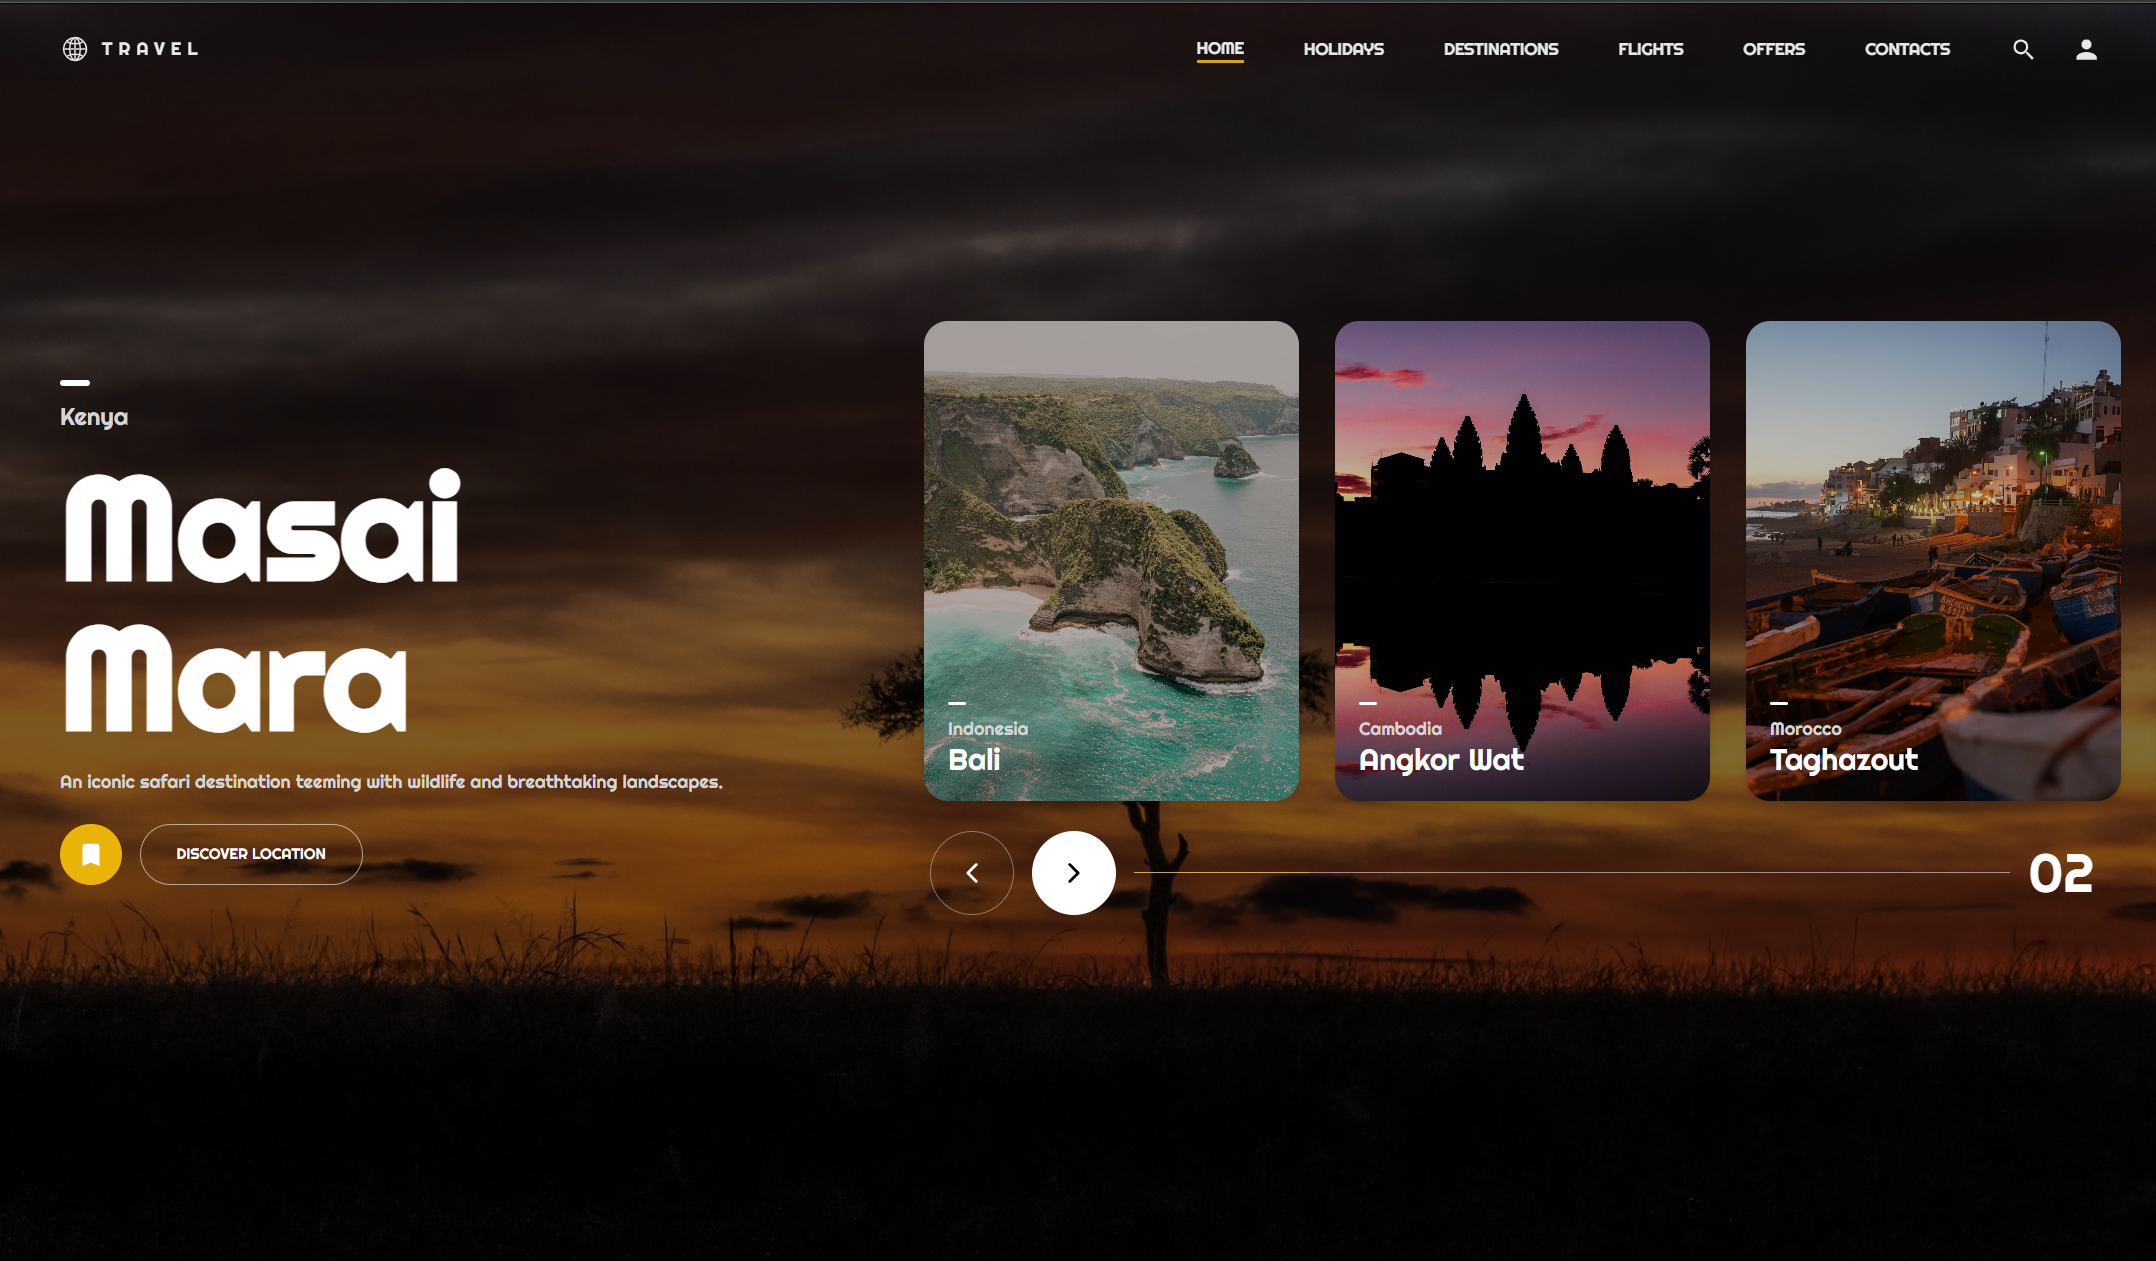 TRAVEL
HOME HOLIDAYS DESTINATIONS FLIGHTS OFFERS CONTACTS
Kenya
Masai
Mara
An iconic safari destination teeming with wildlife and breathtaking landscapes.
DISCOVER LOCATION
Indonesia
Bali
Cambodia
Angkor Wat
Morocco
Taghazout
02